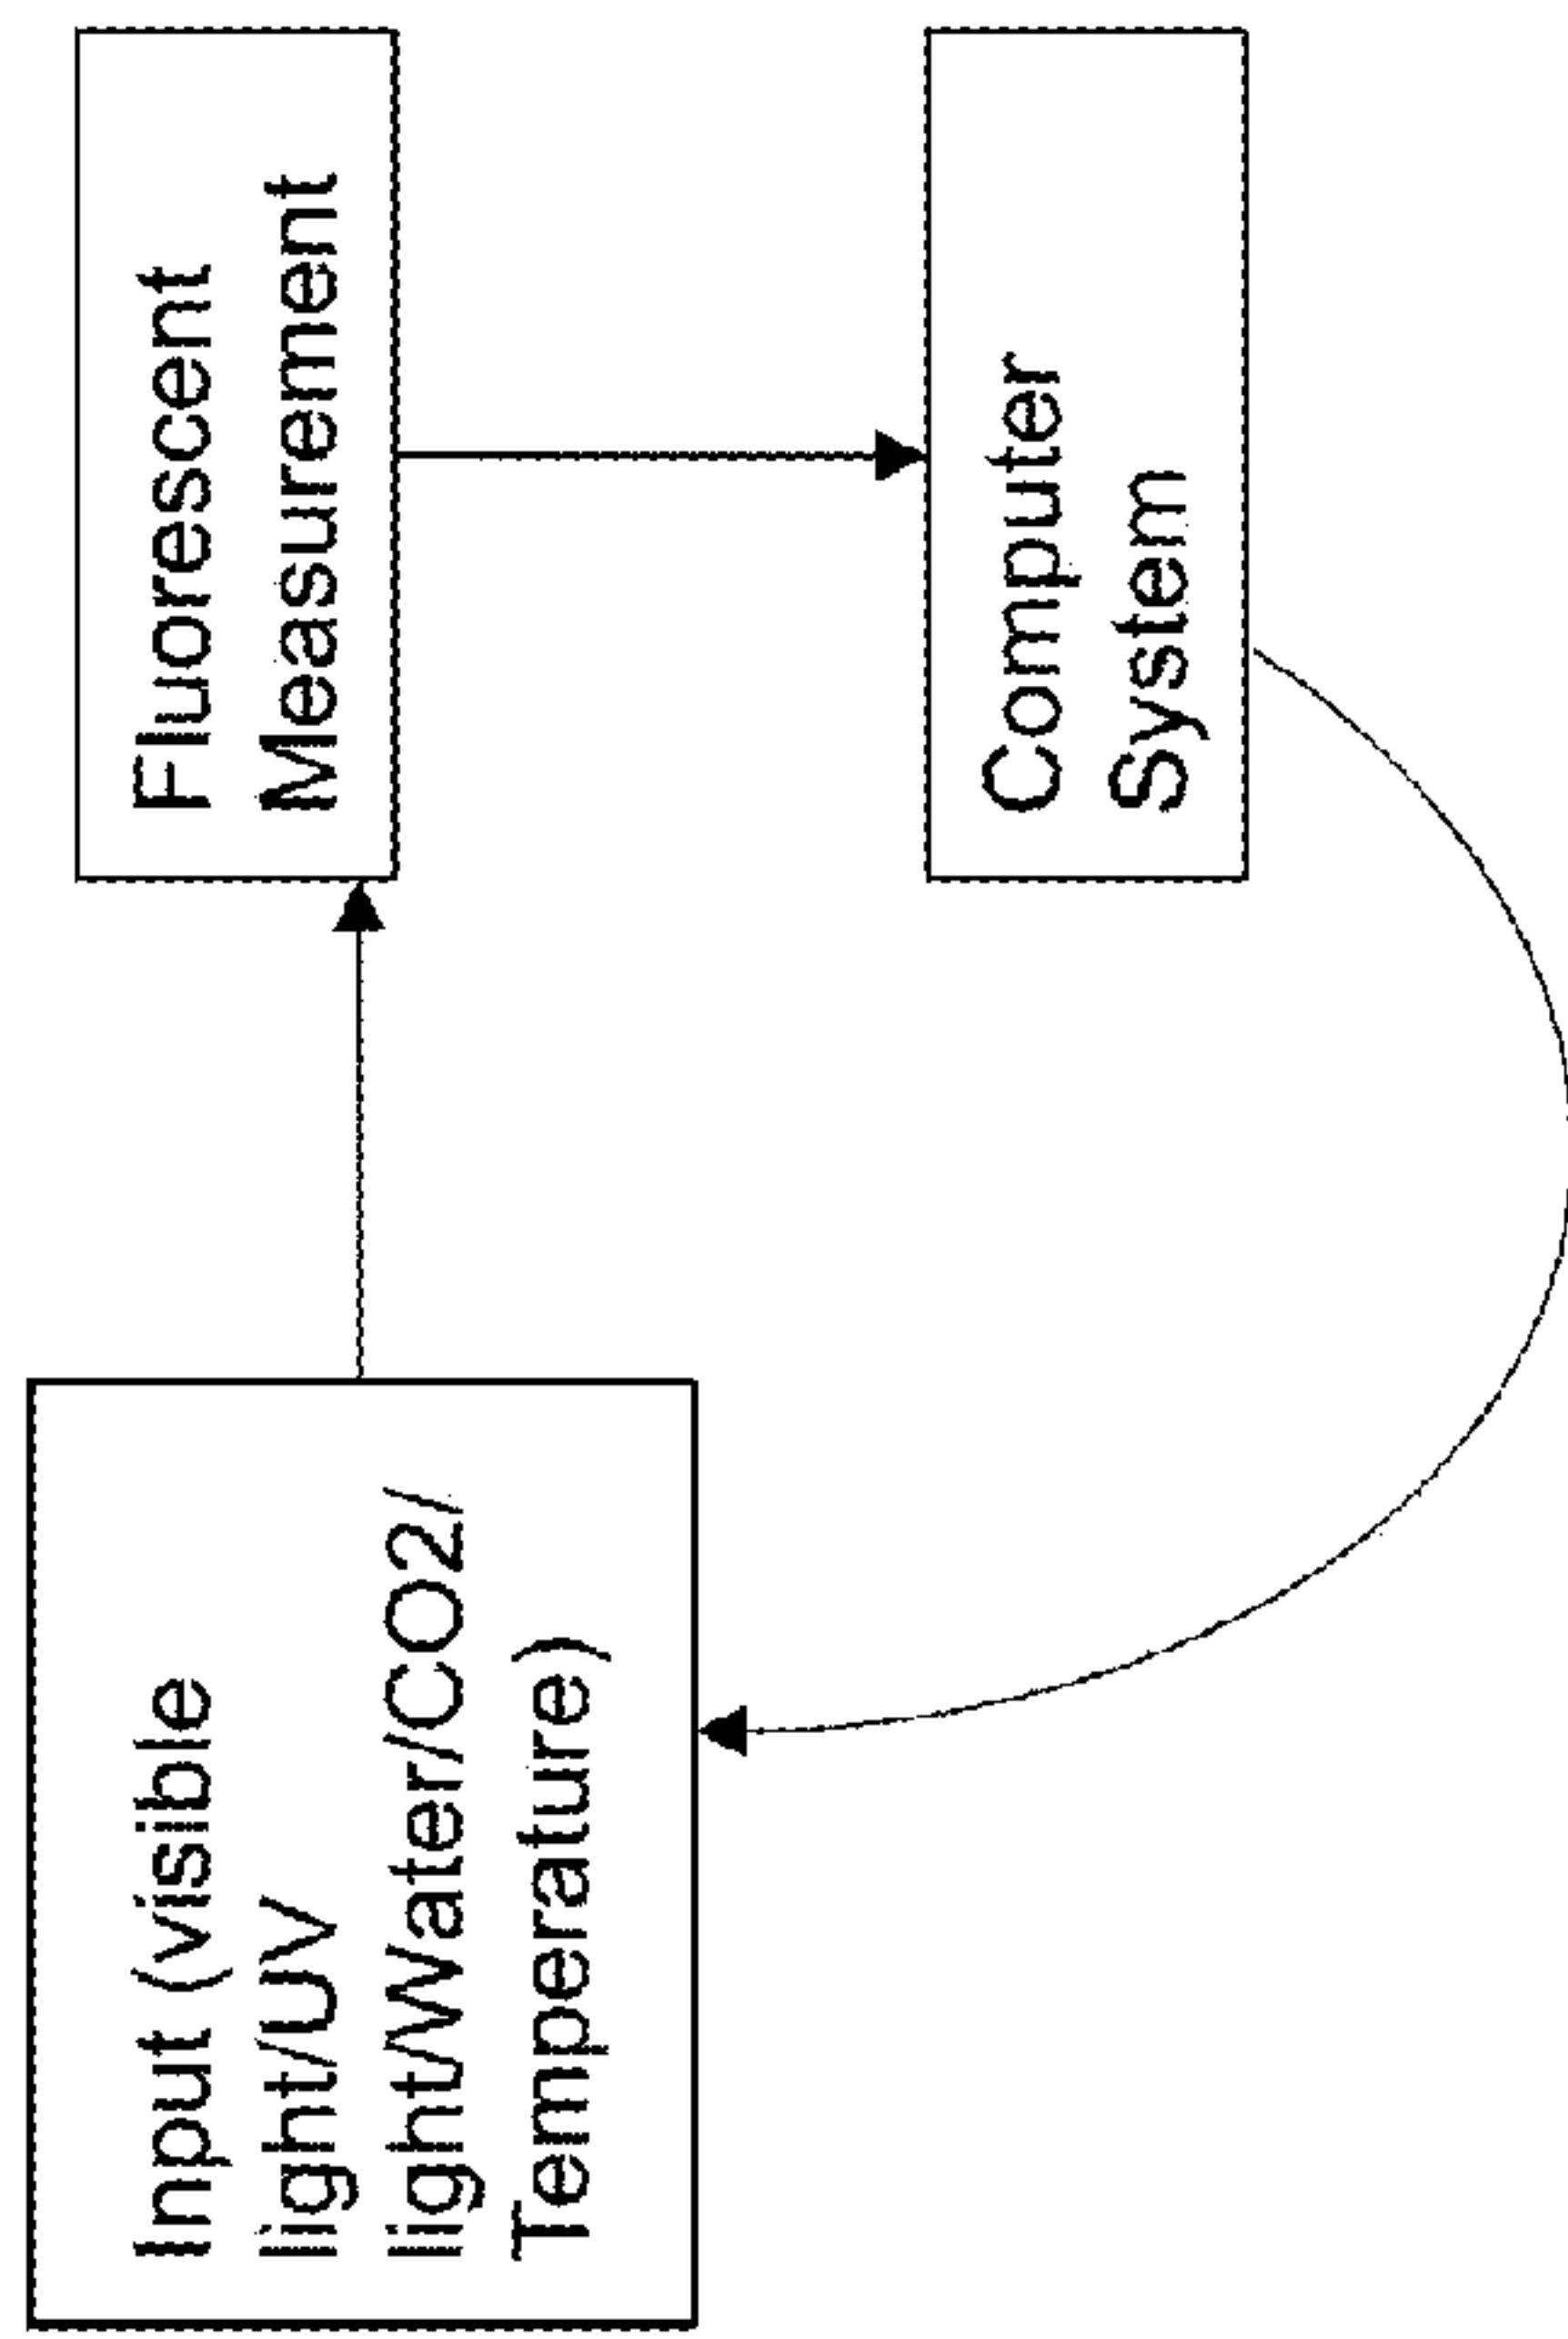 Input (visible
light/UV
light/Water/CO2/
Temperature)
Fluorescent
Measurement
Computer
System